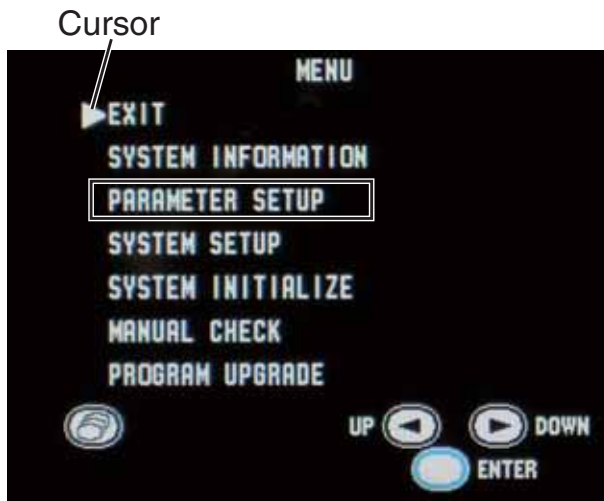 Cursor
MENU
EXIT
SYSTEM INFORMATION
PARAMETER SETUP
SYSTEM SETUP
SYSTEM INITIALIZE
MANUAL CHECK
PROGRAM UPGRADE
UP DOWN
ENTER